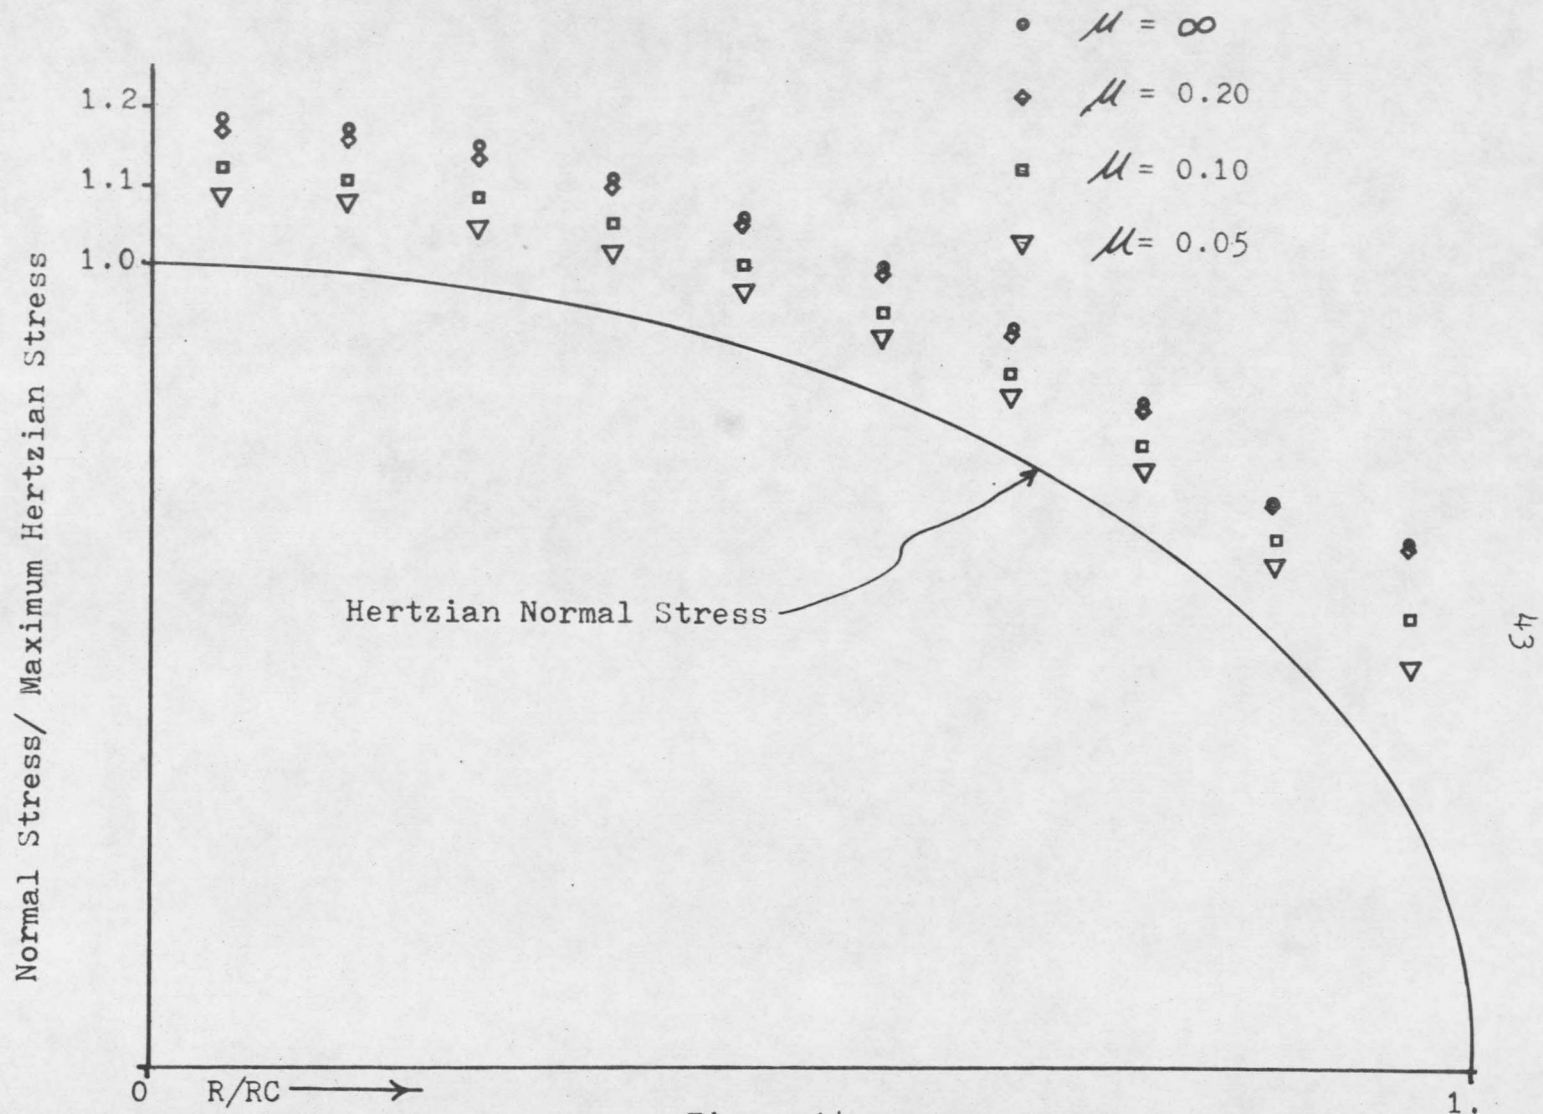 μ = ∞
μ = 0.20
μ = 0.10
μ = 0.05
1.2
1.1
1.0
Normal Stress/ Maximum Hertzian Stress
Hertzian Normal Stress
43
0
R/RC
1.